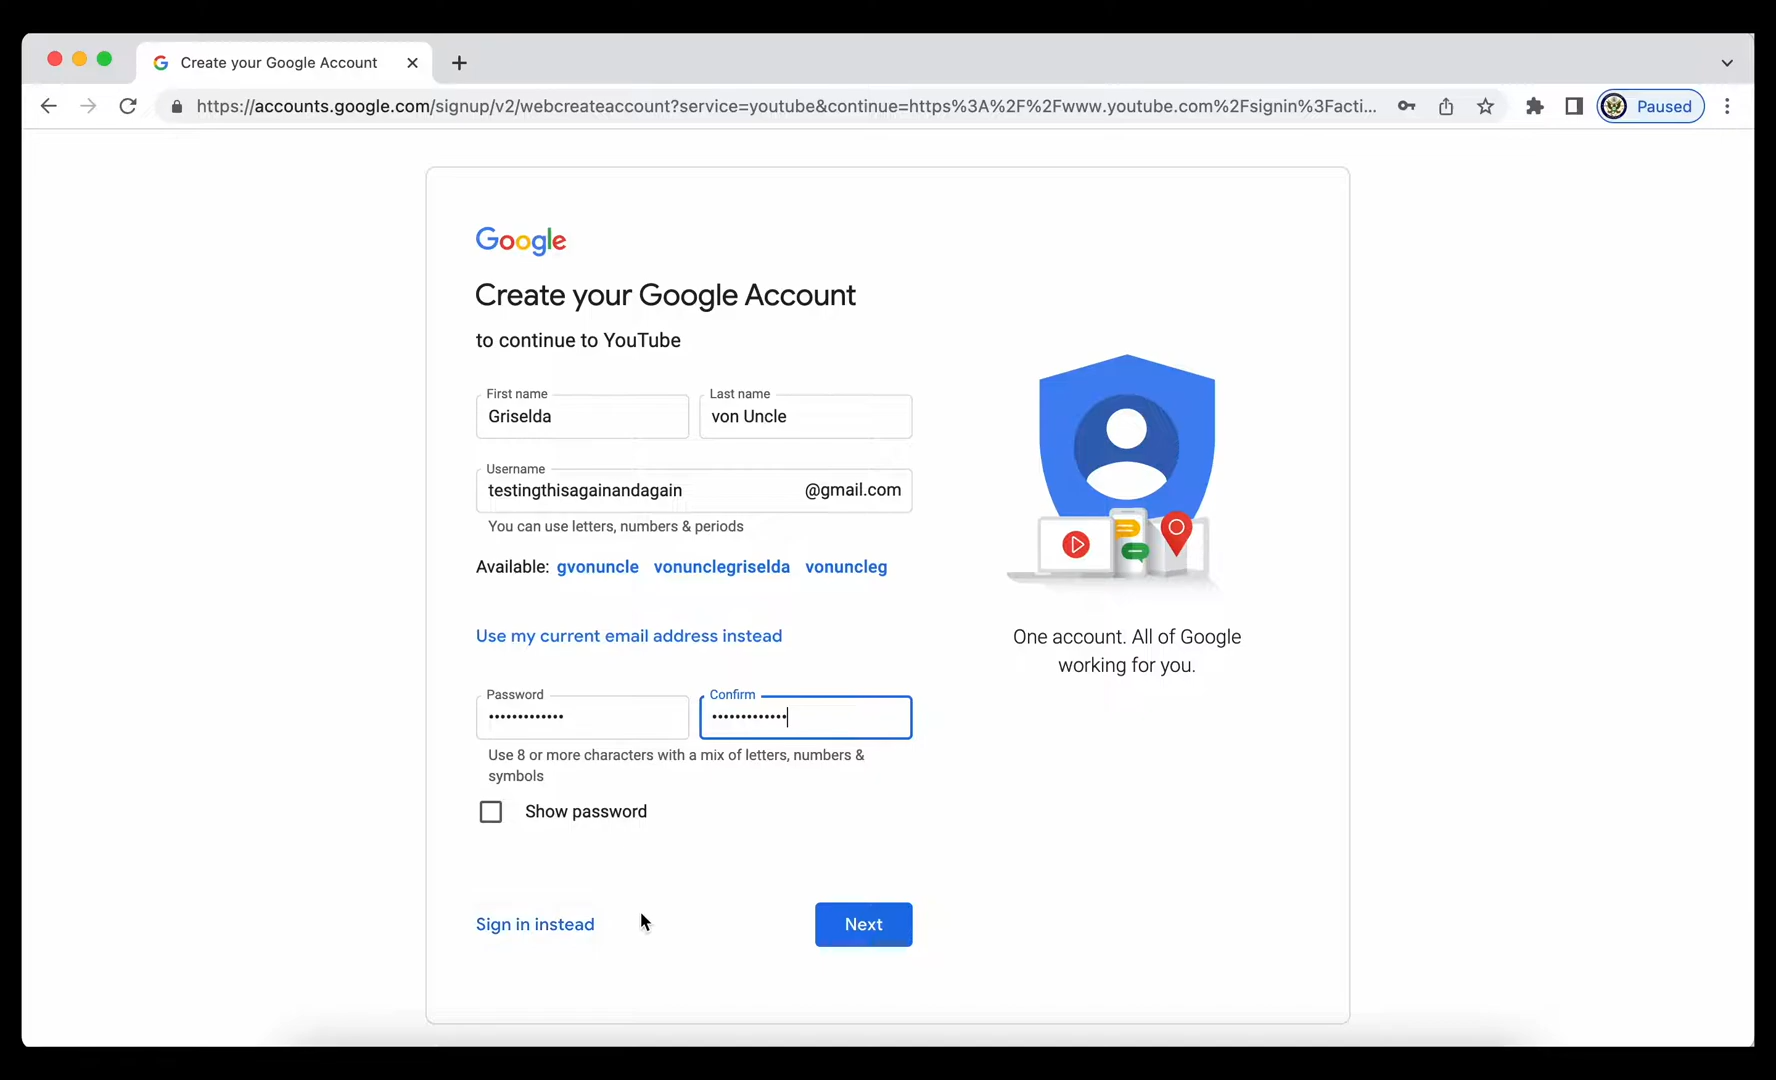 Create your Google Account
https://accounts.google.com/signup/v2/webcreateaccount?service=youtube&continue=https%3A%2F%2Fwww.youtube.com%2Fsignin%3Facti...
Paused
Google
Create your Google Account
to continue to YouTube
First name
Last name
Griselda
von Uncle
Username
testingthisagainandagain
@gmail.com
You can use letters, numbers & periods
Available: gvonuncle vonunclegriselda vonuncleg
Use my current email address instead
One account. All of Google
working for you.
Password
Confirm
•••••••••••••
•••••••••••••
Use 8 or more characters with a mix of letters, numbers &
symbols
Show password
Sign in instead
Next